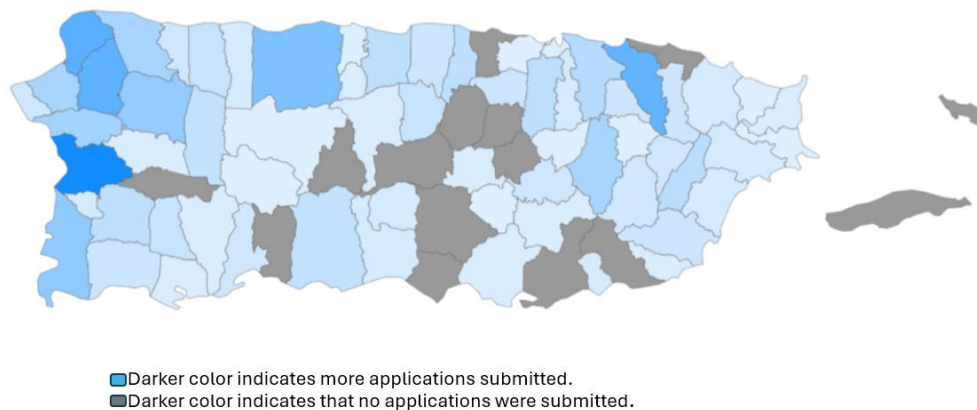 Darker color indicates more applications submitted.
Darker color indicates that no applications were submitted.